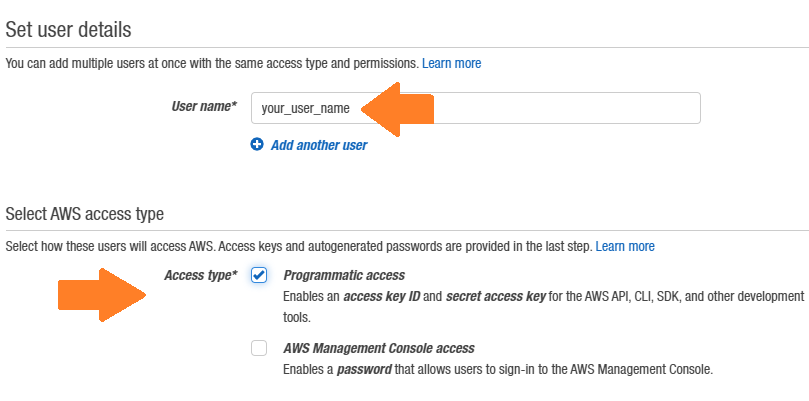 Set user details
You can add multiple users at once with the same access type and permissions. Learn more
User name* your_user_name
Add another user
Select AWS access type
Select how these users will access AWS. Access keys and autogenerated passwords are provided in the last step. Learn more
Access type* Programmatic access
Enables an access key ID and secret access key for the AWS API, CLI, SDK, and other development
tools.
AWS Management Console access
Enables a password that allows users to sign-in to the AWS Management Console.